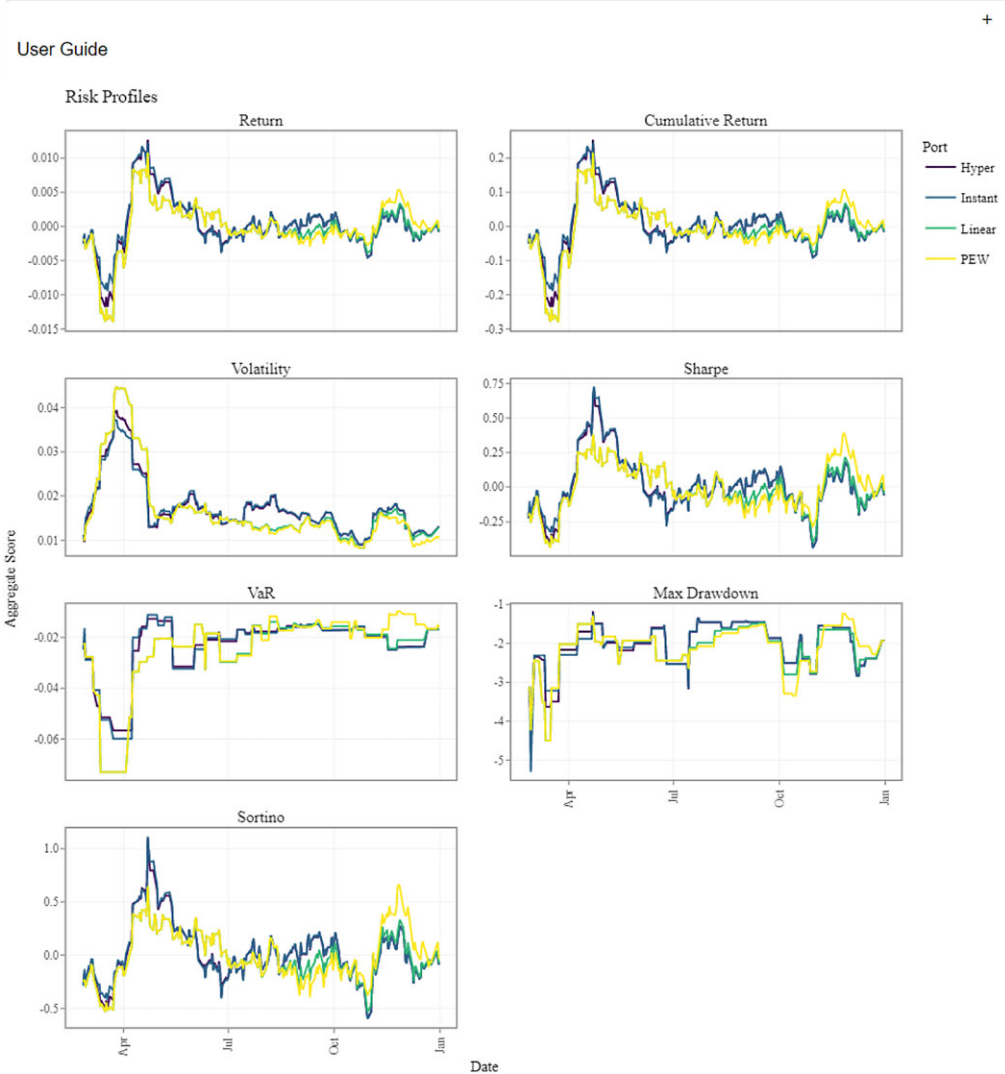 +
User Guide
Risk Profiles
Return
0.010
0.005
0.000
-0.005
-0.010
-0.015
Cumulative Return
0.2
0.1
0.0
-0.1
-0.2
-0.3
Port
Hyper
Instant
Linear
PEW
Volatility
0.04
0.03
0.02
0.01
Sharpe
0.75
0.50
0.25
0.00
-0.25
Aggregate Score
VaR
-0.02
-0.04
-0.06
Max Drawdown
-1
-2
-3
-4
-5
Apr
Jul
Oct
Jan
Sortino
1.0
0.5
0.0
-0.5
Apr
Jul
Oct
Jan
Date